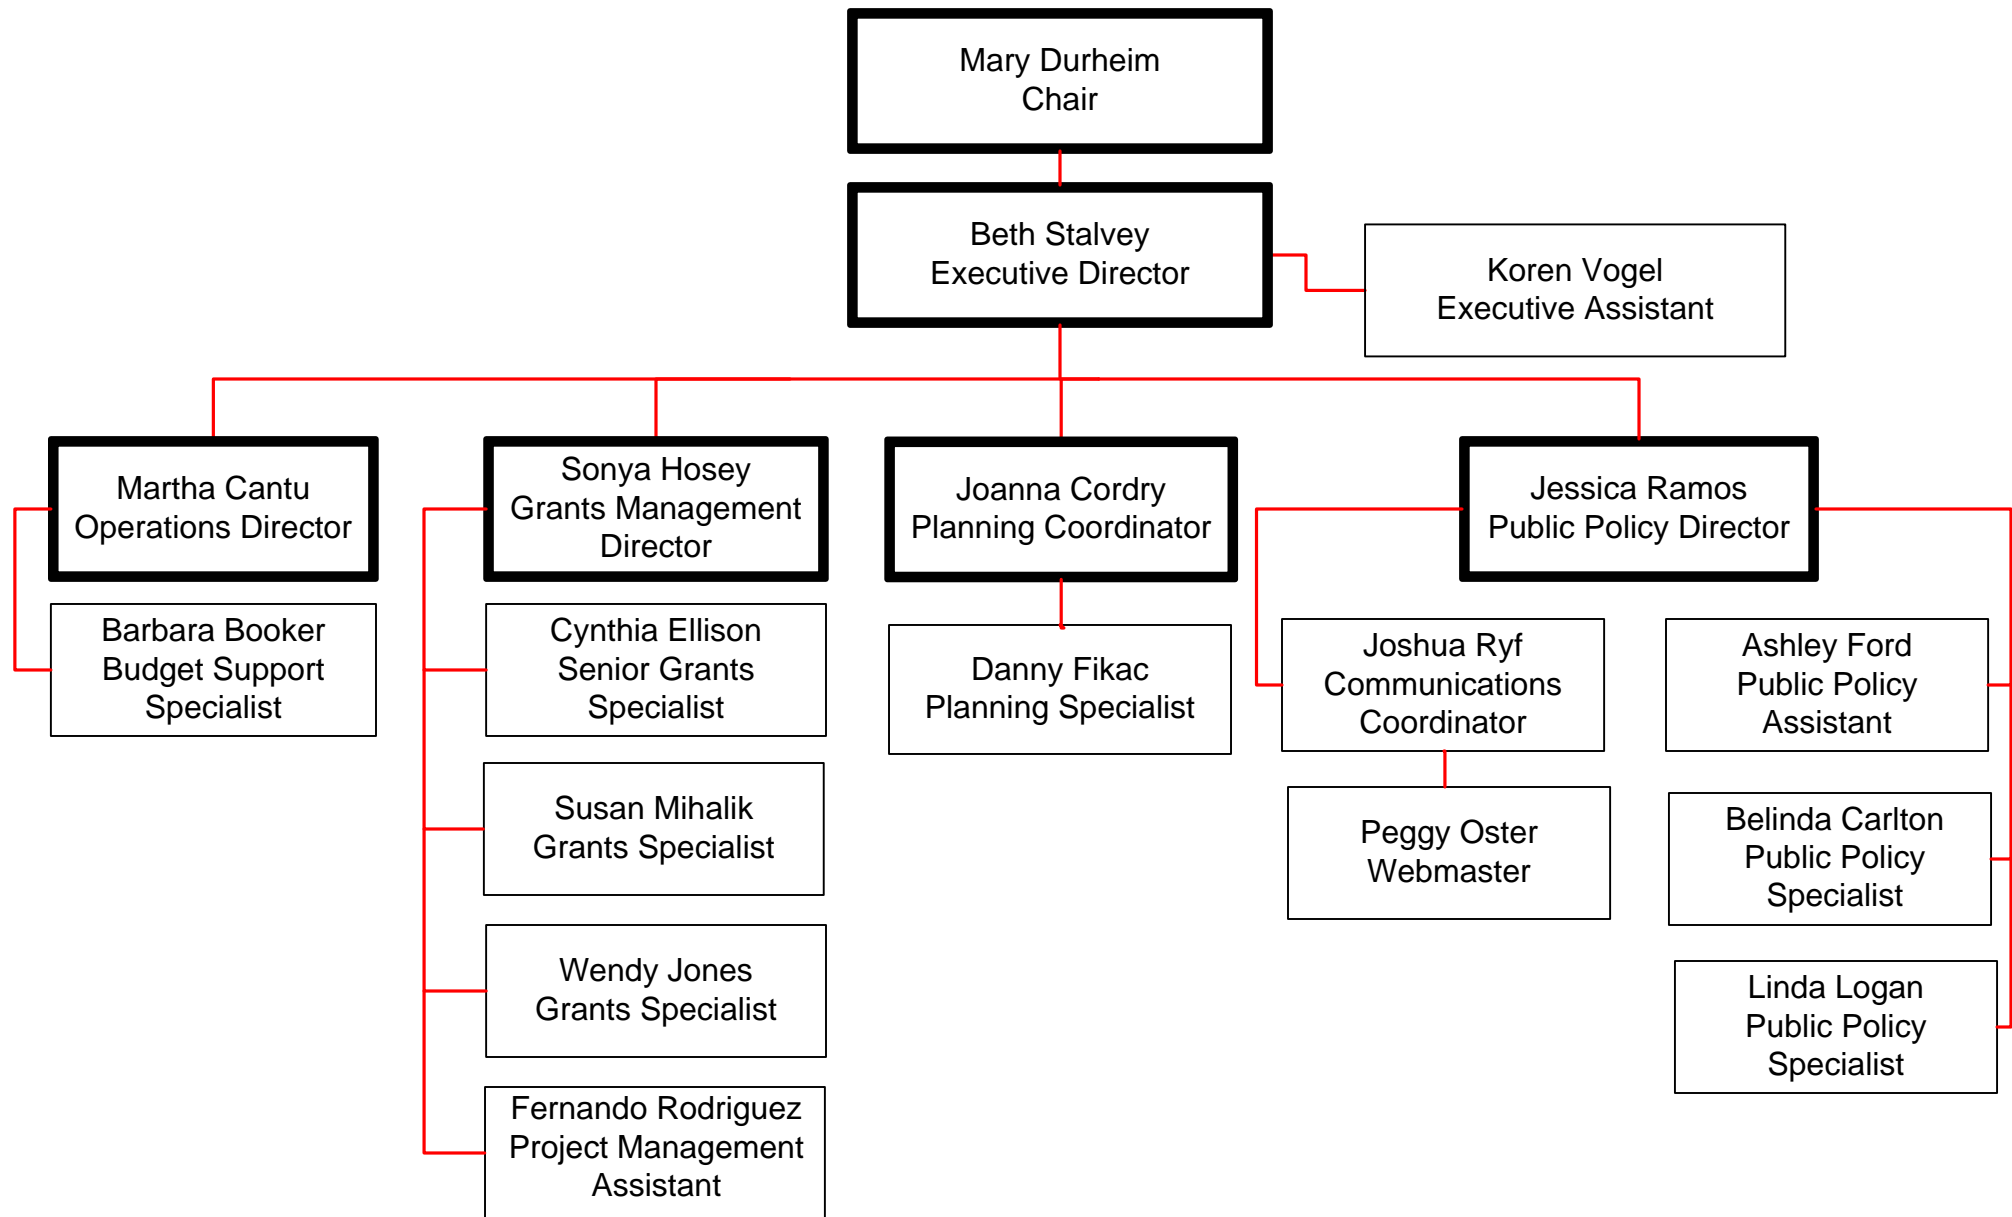 Mary Durheim
Chair
Beth Stalvey
Executive Director
Koren Vogel
Executive Assistant
Martha Cantu
Operations Director
Sonya Hosey
Grants Management
Director
Joanna Cordry
Planning Coordinator
Jessica Ramos
Public Policy Director
Barbara Booker
Budget Support
Specialist
Cynthia Ellison
Senior Grants
Specialist
Susan Mihalik
Grants Specialist
Wendy Jones
Grants Specialist
Fernando Rodriguez
Project Management
Assistant
Danny Fikac
Planning Specialist
Joshua Ryf
Communications
Coordinator
Peggy Oster
Webmaster
Ashley Ford
Public Policy
Assistant
Belinda Carlton
Public Policy
Specialist
Linda Logan
Public Policy
Specialist